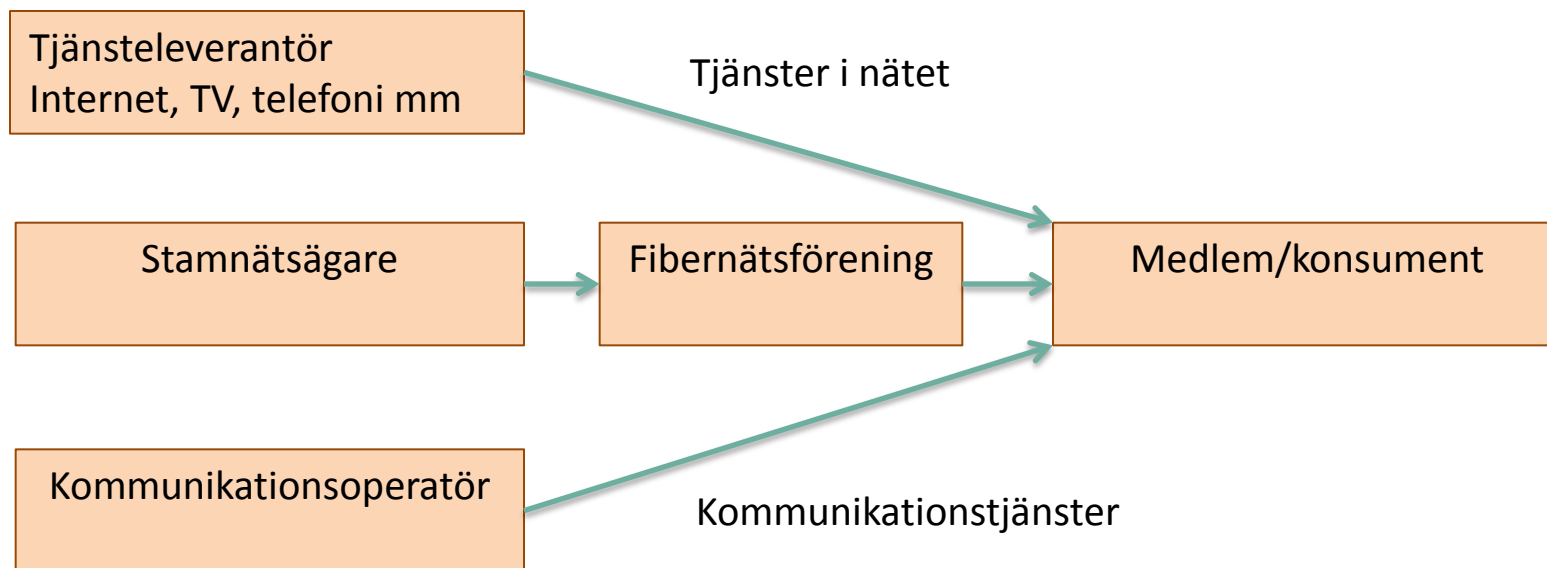 Tjänsteleverantör
Internet, TV, telefoni mm
Tjänster i nätet
Stamnätsägare
Fibernätsförening
Medlem/konsument
Kommunikationsoperatör
Kommunikationstjänster